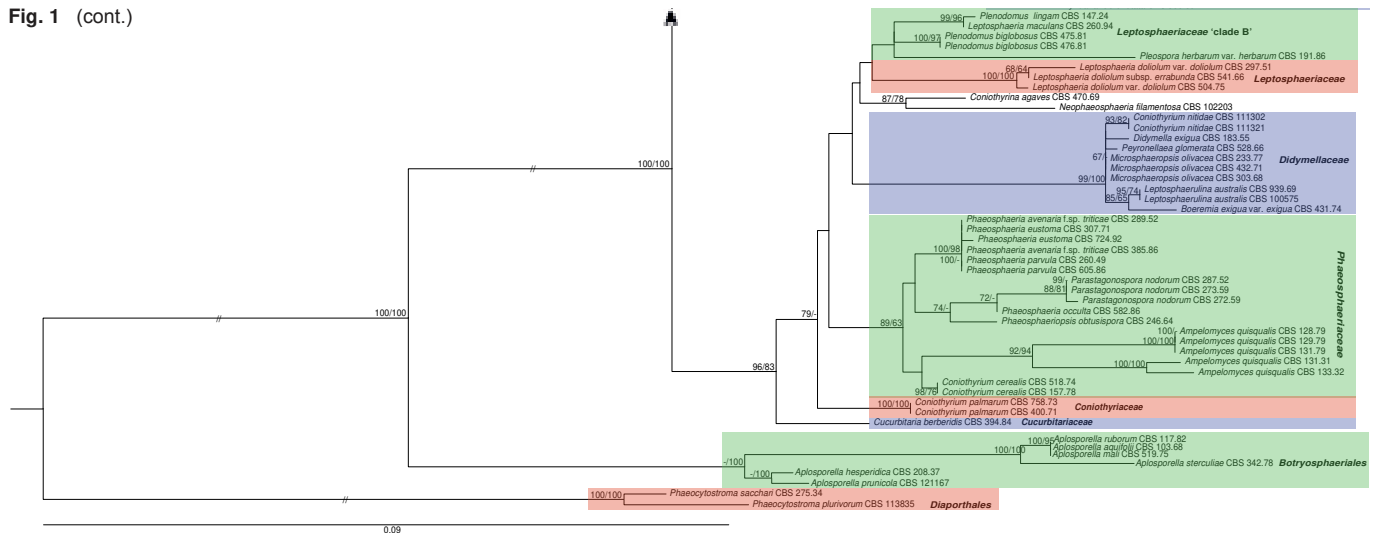 Fig. 1 (cont.)
99/96
Plenodomus lingam CBS 147.24
Leptosphaeria maculans CBS 260.94
Leptosphaeriaceae 'clade B'
100/97
Plenodomus biglobosus CBS 475.81
Plenodomus biglobosus CBS 476.81
Pleospora herbarum var. herbarum CBS 191.86
68/64
Leptosphaeria doliolum var. doliolum CBS 297.51
100/100
Leptosphaeria doliolum subsp. errabunda CBS 541.66
Leptosphaeriaceae
Leptosphaeria doliolum var. doliolum CBS 504.75
87/78
Coniothyrina agaves CBS 470.69
Neophaeosphaeria filamentosa CBS 102203
93/82
Coniothyrium nitidae CBS 111302
Coniothyrium nitidae CBS 111321
Didymella exigua CBS 183.55
Peyronellaea glomerata CBS 528.66
67/-
Microsphaeropsis olivacea CBS 233.77
Didymellaceae
Microsphaeropsis olivacea CBS 432.71
99/100
Microsphaeropsis olivacea CBS 303.68
95/74
Leptosphaerulina australis CBS 939.69
85/65
Leptosphaerulina australis CBS 100575
Boeremia exigua var. exigua CBS 431.74
Phaeosphaeria avenaria f.sp. triticae CBS 289.52
Phaeosphaeria eustoma CBS 307.71
Phaeosphaeria eustoma CBS 724.92
100/98
Phaeosphaeria avenaria f.sp. triticae CBS 385.86
100/-
Phaeosphaeria parvula CBS 260.49
Phaeosphaeria parvula CBS 605.86
Phaeosphaeriaceae
99/-
Parastagonospora nodorum CBS 287.52
88/81
Parastagonospora nodorum CBS 273.59
72/-
Parastagonospora nodorum CBS 272.59
74/-
Phaeosphaeria occulta CBS 582.86
Phaeosphaeriopsis obtusispora CBS 246.64
89/63
100/-
Ampelomyces quisqualis CBS 128.79
100/100
Ampelomyces quisqualis CBS 129.79
92/94
Ampelomyces quisqualis CBS 131.79
100/100
Ampelomyces quisqualis CBS 131.31
Ampelomyces quisqualis CBS 133.32
Coniothyrium cerealis CBS 518.74
98/76
Coniothyrium cerealis CBS 157.78
100/100
Coniothyrium palmarum CBS 758.73
Coniothyriaceae
Coniothyrium palmarum CBS 400.71
Cucurbitaria berberidis CBS 394.84 Cucurbitariaceae
100/100
79/-
96/83
100/100
100/95
Aplosporella ruborum CBS 117.82
Aplosporella aquifolii CBS 103.68
100/100
Aplosporella mali CBS 519.75
Aplosporella sterculiae CBS 342.78
Botryosphaeriales
-/100
-/100
Aplosporella hesperidica CBS 208.37
Aplosporella prunicola CBS 121167
100/100
Phaeocytostroma sacchari CBS 275.34
Phaeocytostroma plurivorum CBS 113835
Diaporthales
0.09